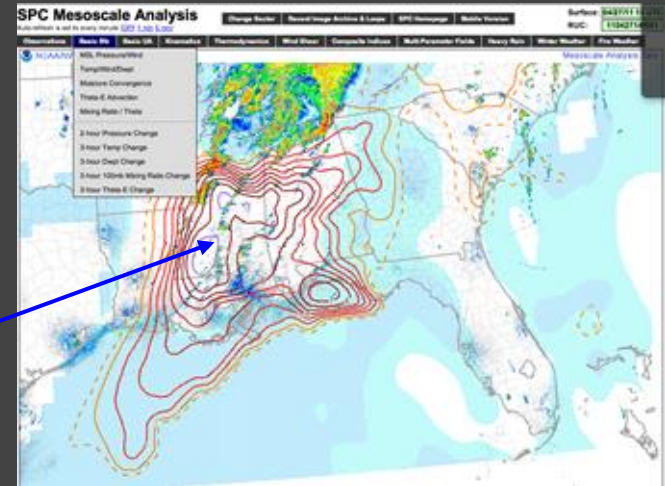 SPC Mesoscale Analysis
Change Sector
Recent Image Archive & Loops
SPC Homepage
Mobile Version
Surface:
RUC:
Observations
Basic Sfc
Basic UA
Kinematics
Thermodynamics
Wind Shear
Composite Indices
Multi-Parameter Fields
Heavy Rain
Winter Weather
Fire Weather
MSL Pressure/Wind
Temp/Wind/Dwpt
Moisture Convergence
Theta-E Advection
Mixing Ratio / Theta
2-hour Pressure Change
3-hour Temp Change
3-hour Dwpt Change
3-hour 100mb Mixing Ratio Change
3-hour Theta-E Change
Mesoscale Analysis